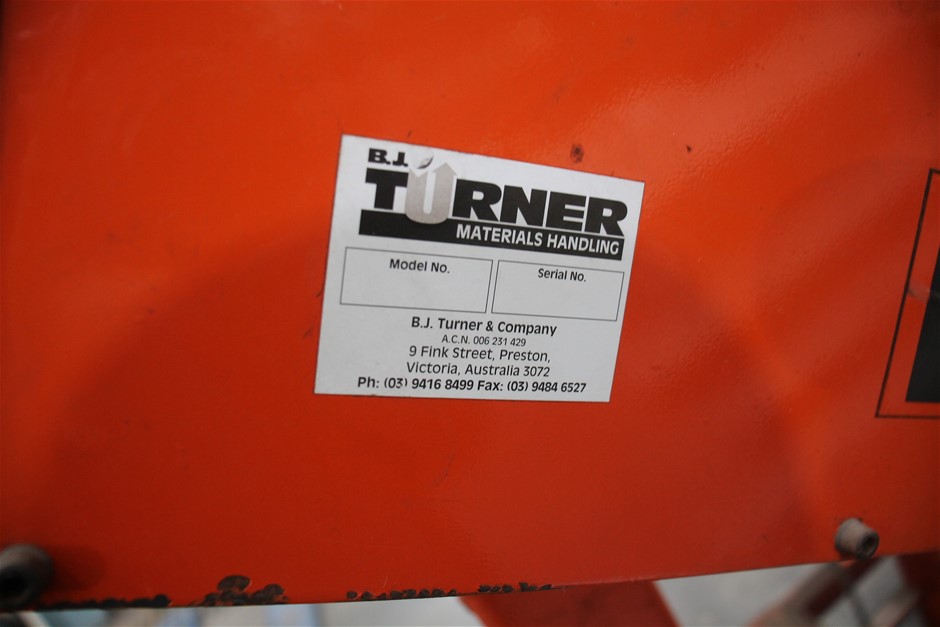 B.J.
TURNER
MATERIALS HANDLING
Model No.
Serial No.
B.J. Turner & Company
A.C.N. 006 231 429
9 Fink Street, Preston,
Victoria, Australia 3072
Ph: (03) 9416 8499 Fax: (03) 9484 6527